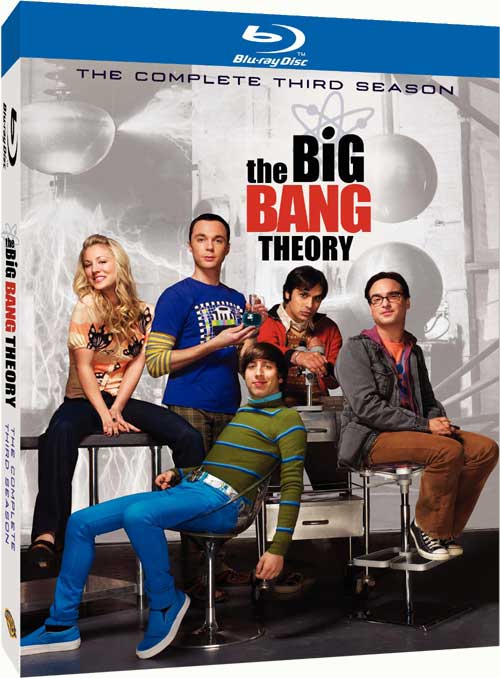 Blu-ray Disc
THE COMPLETE THIRD SEASON
the BiG
BANG
THEORY
Blu-ray Disc
the BiG BANG THEORY
THE COMPLETE
THIRD SEASON